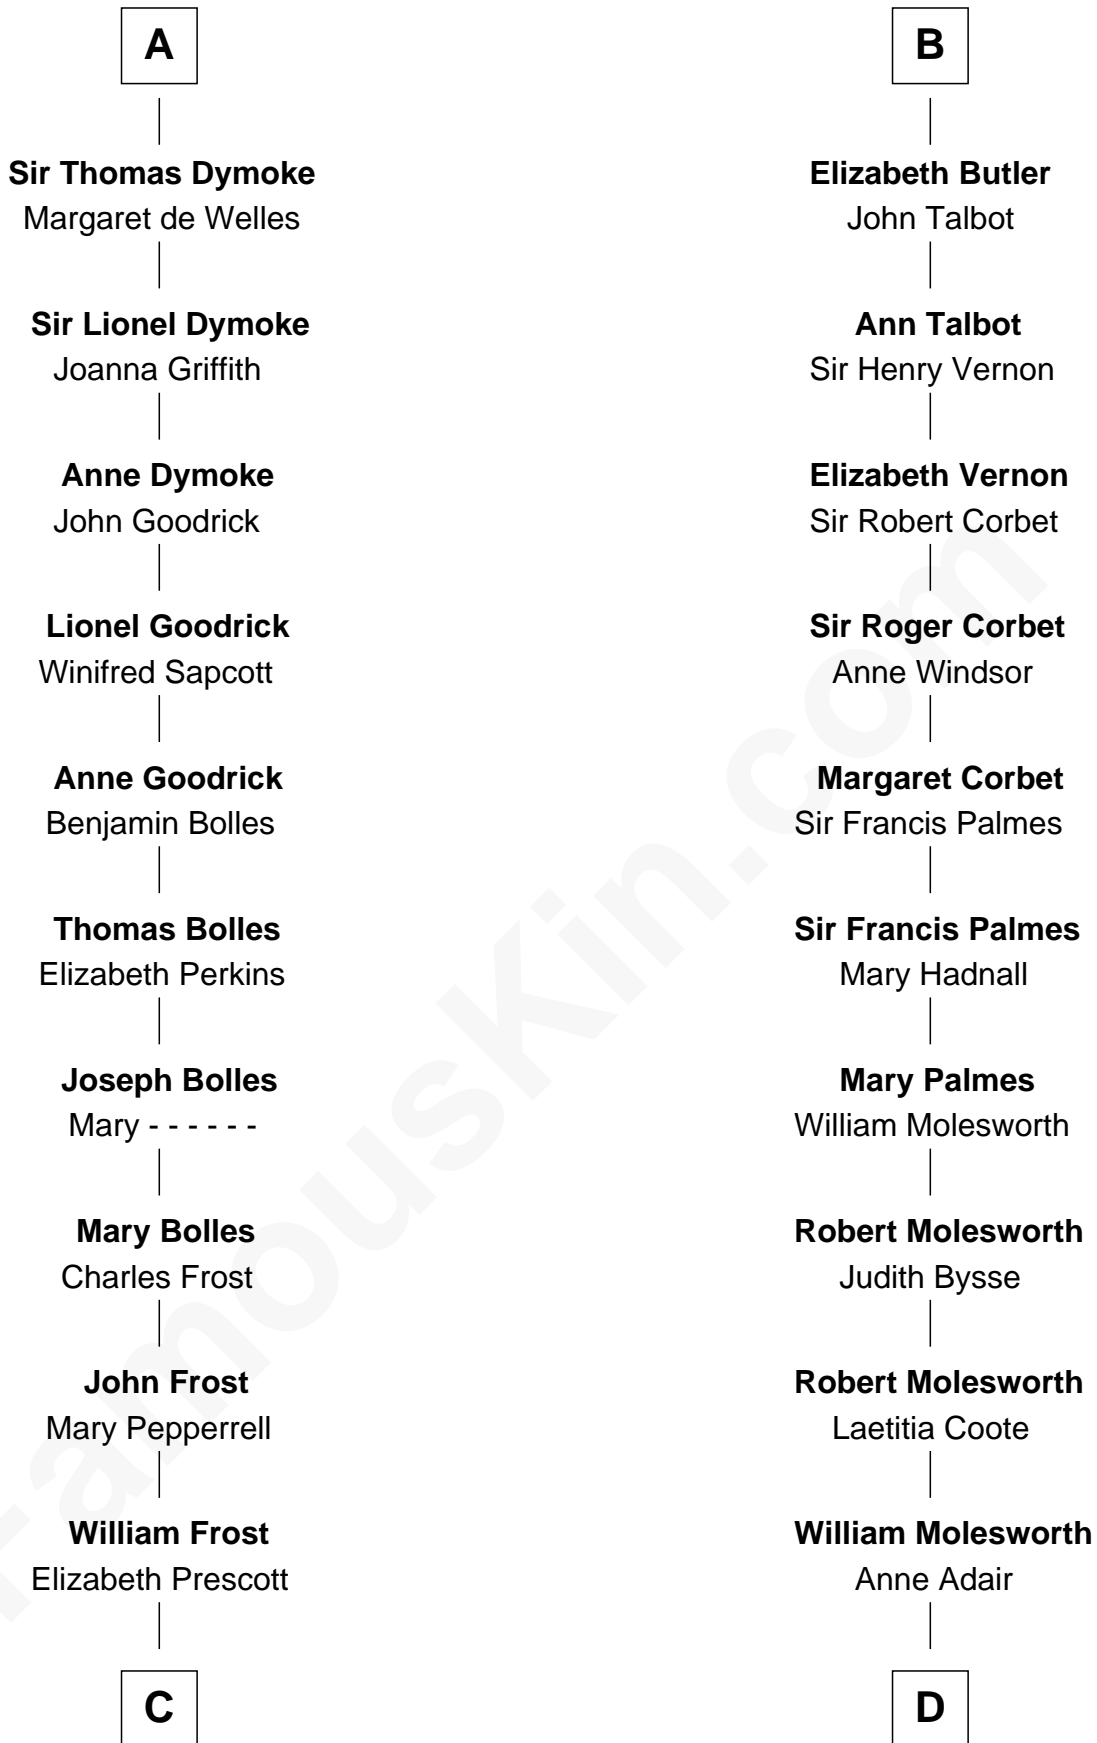 A
Sir Thomas Dymoke
Margaret de Welles
Sir Lionel Dymoke
Joanna Griffith
Anne Dymoke
John Goodrick
Lionel Goodrick
Winifred Sapcott
Anne Goodrick
Benjamin Bolles
Thomas Bolles
Elizabeth Perkins
Joseph Bolles
Mary - - - - - -
Mary Bolles
Charles Frost
John Frost
Mary Pepperrell
William Frost
Elizabeth Prescott
C
B
Elizabeth Butler
John Talbot
Ann Talbot
Sir Henry Vernon
Elizabeth Vernon
Sir Robert Corbet
Sir Roger Corbet
Anne Windsor
Margaret Corbet
Sir Francis Palmes
Sir Francis Palmes
Mary Hadnall
Mary Palmes
William Molesworth
Robert Molesworth
Judith Bysse
Robert Molesworth
Laetitia Coote
William Molesworth
Anne Adair
D
FamousKin.com